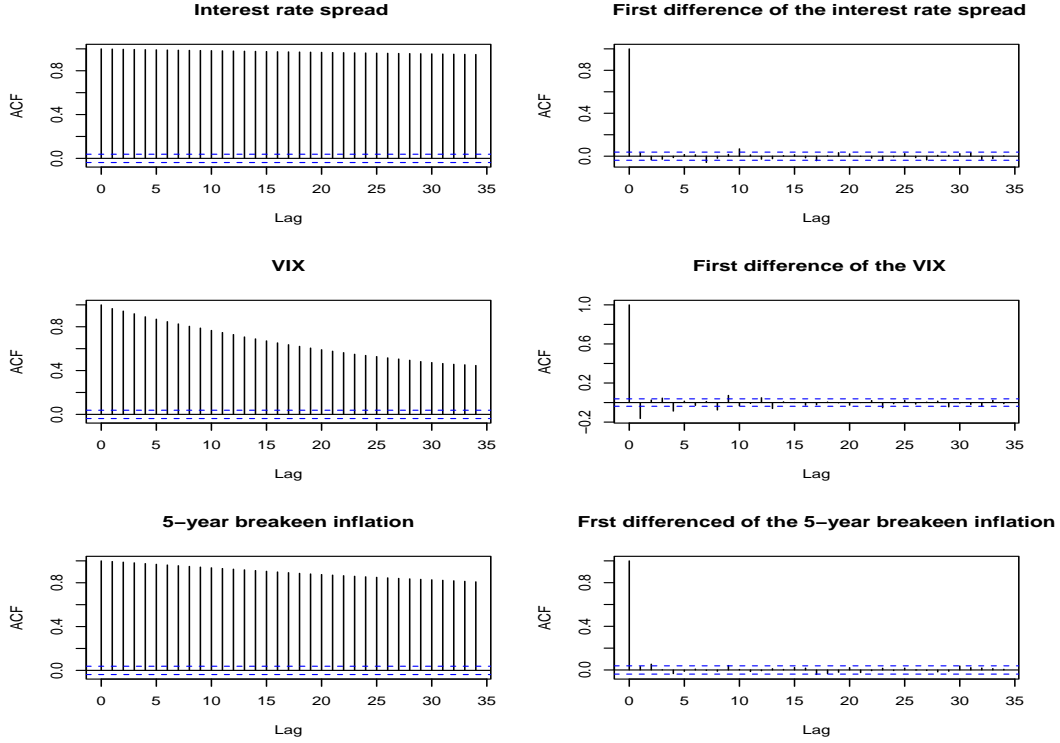 Interest rate spread
ACF
0.0 0.4 0.8
0 5 10 15 20 25 30 35
Lag
First difference of the interest rate spread
ACF
0.0 0.4 0.8
0 5 10 15 20 25 30 35
Lag
VIX
ACF
0.0 0.4 0.8
0 5 10 15 20 25 30 35
Lag
First difference of the VIX
ACF
−0.2 0.2 0.6 1.0
0 5 10 15 20 25 30 35
Lag
5−year breakeen inflation
ACF
0.0 0.4 0.8
0 5 10 15 20 25 30 35
Lag
Frst differenced of the 5−year breakeen inflation
ACF
0.0 0.4 0.8
0 5 10 15 20 25 30 35
Lag